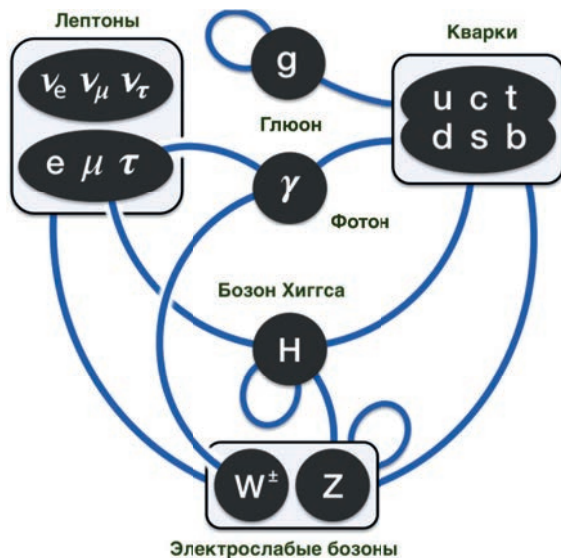 Лептоны
Кварки
g
νe νμ ντ
u c t
Глюон
d s b
e μ τ
γ
Фотон
Бозон Хиггса
H
W±
Z
Электрослабые бозоны